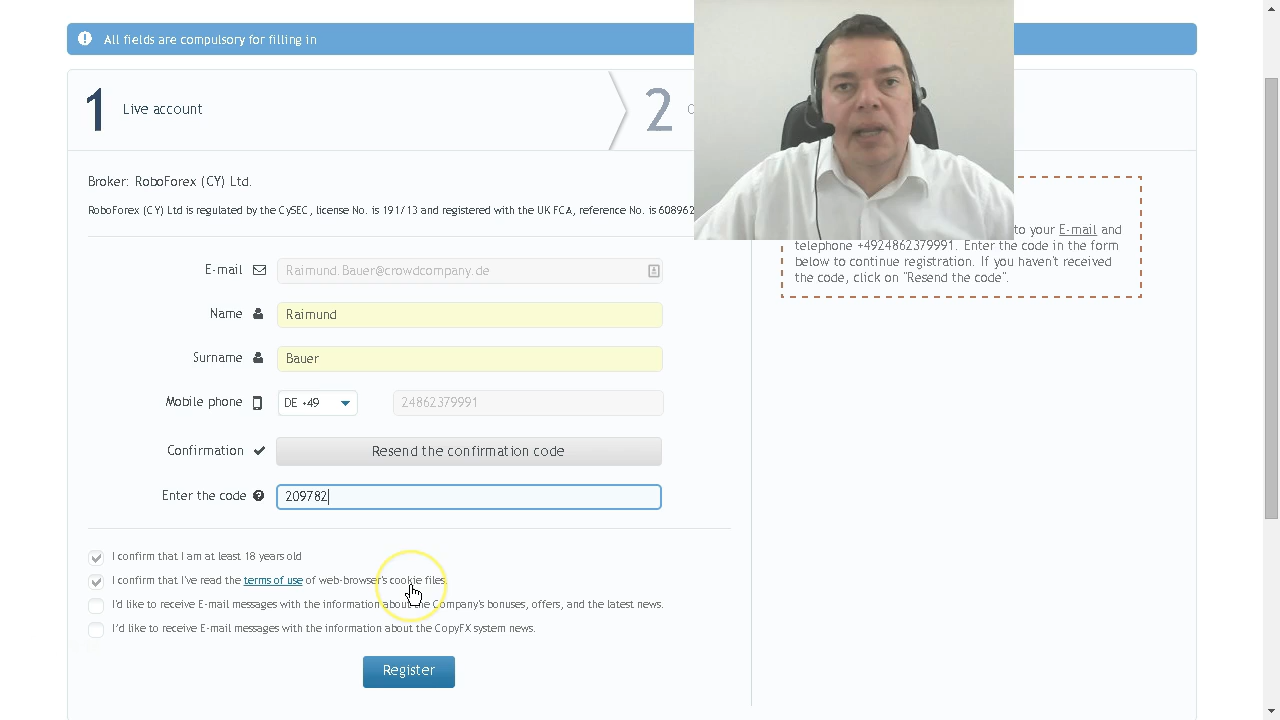 All fields are compulsory for filling in
1 Live account
2
Broker: RoboForex (CY) Ltd.
RoboForex (CY) Ltd is regulated by the CySEC, license No. is 191/13 and registered with the UK FCA, reference No. is 608962
E-mail Raimund.Bauer@crowdcompany.de
Name Raimund
Surname Bauer
Mobile phone DE +49 24862379991
Confirmation Resend the confirmation code
Enter the code 209782
I confirm that I am at least 18 years old
I confirm that I've read the terms of use of web-browser's cookie files.
I'd like to receive E-mail messages with the information about the Company's bonuses, offers, and the latest news.
I'd like to receive E-mail messages with the information about the CopyFX system news.
Register
to your E-mail and
telephone +4924862379991. Enter the code in the form
below to continue registration. If you haven't received
the code, click on "Resend the code".